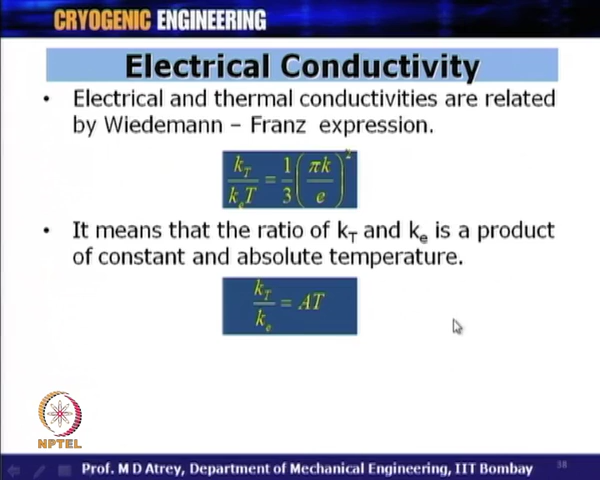 CRYOGENIC ENGINEERING
Electrical Conductivity
• Electrical and thermal conductivities are related
by Wiedemann – Franz expression.
k_T / k_e T = 1/3 (πk / e)^2
• It means that the ratio of k_T and k_e is a product
of constant and absolute temperature.
k_T / k_e = AT
NPTEL
Prof. M D Atrey, Department of Mechanical Engineering, IIT Bombay
38